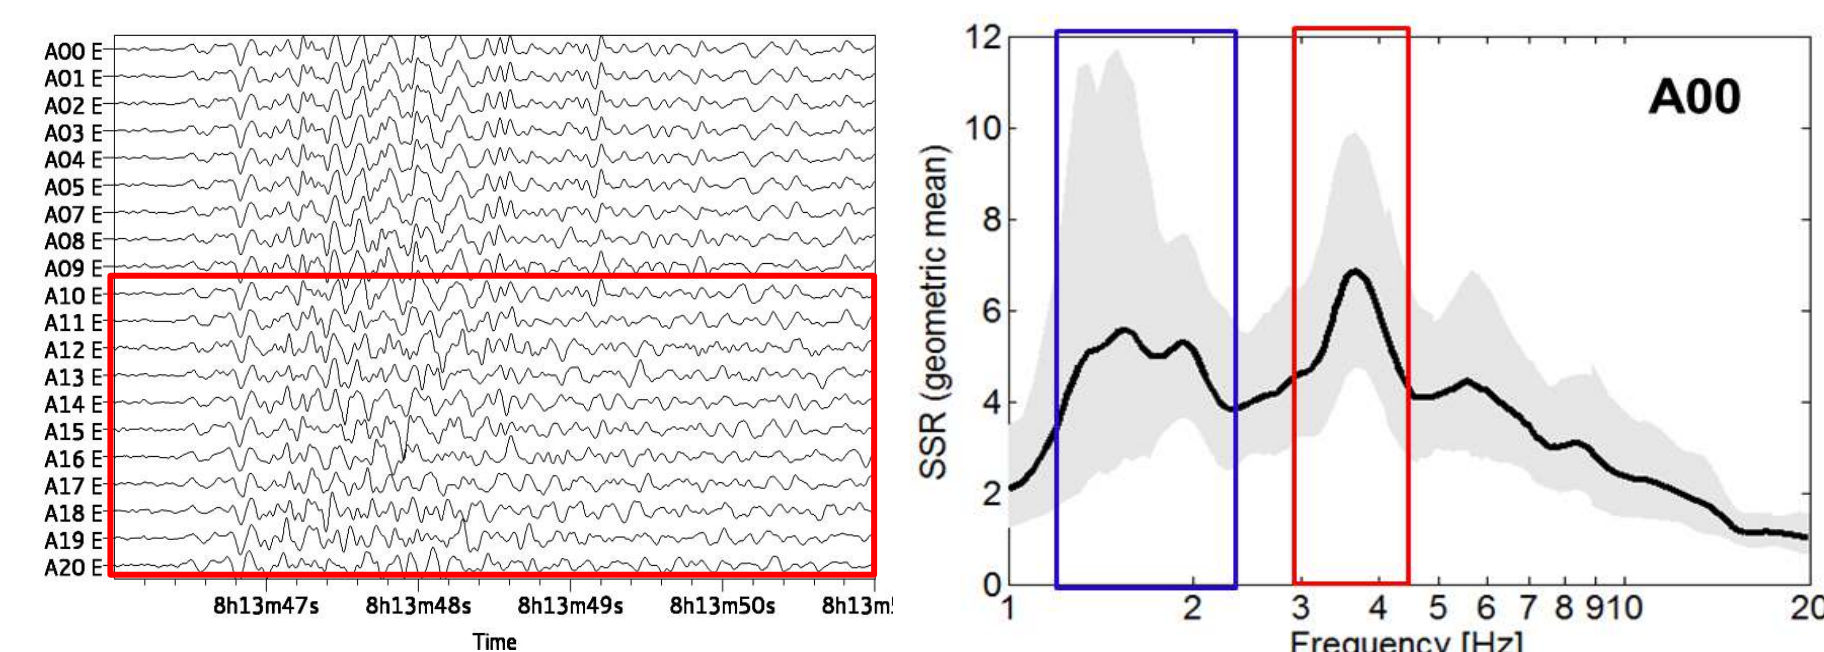 A00 E
A01 E
A02 E
A03 E
A04 E
A05 E
A07 E
A08 E
A09 E
A10 E
A11 E
A12 E
A13 E
A14 E
A15 E
A16 E
A17 E
A18 E
A19 E
A20 E
8h13m47s 8h13m48s 8h13m49s 8h13m50s 8h13m
Time
A00
SSR (geometric mean)
12
10
8
6
4
2
0
1 2 3 4 5 6 7 8 9 10 20
Frequency [Hz]